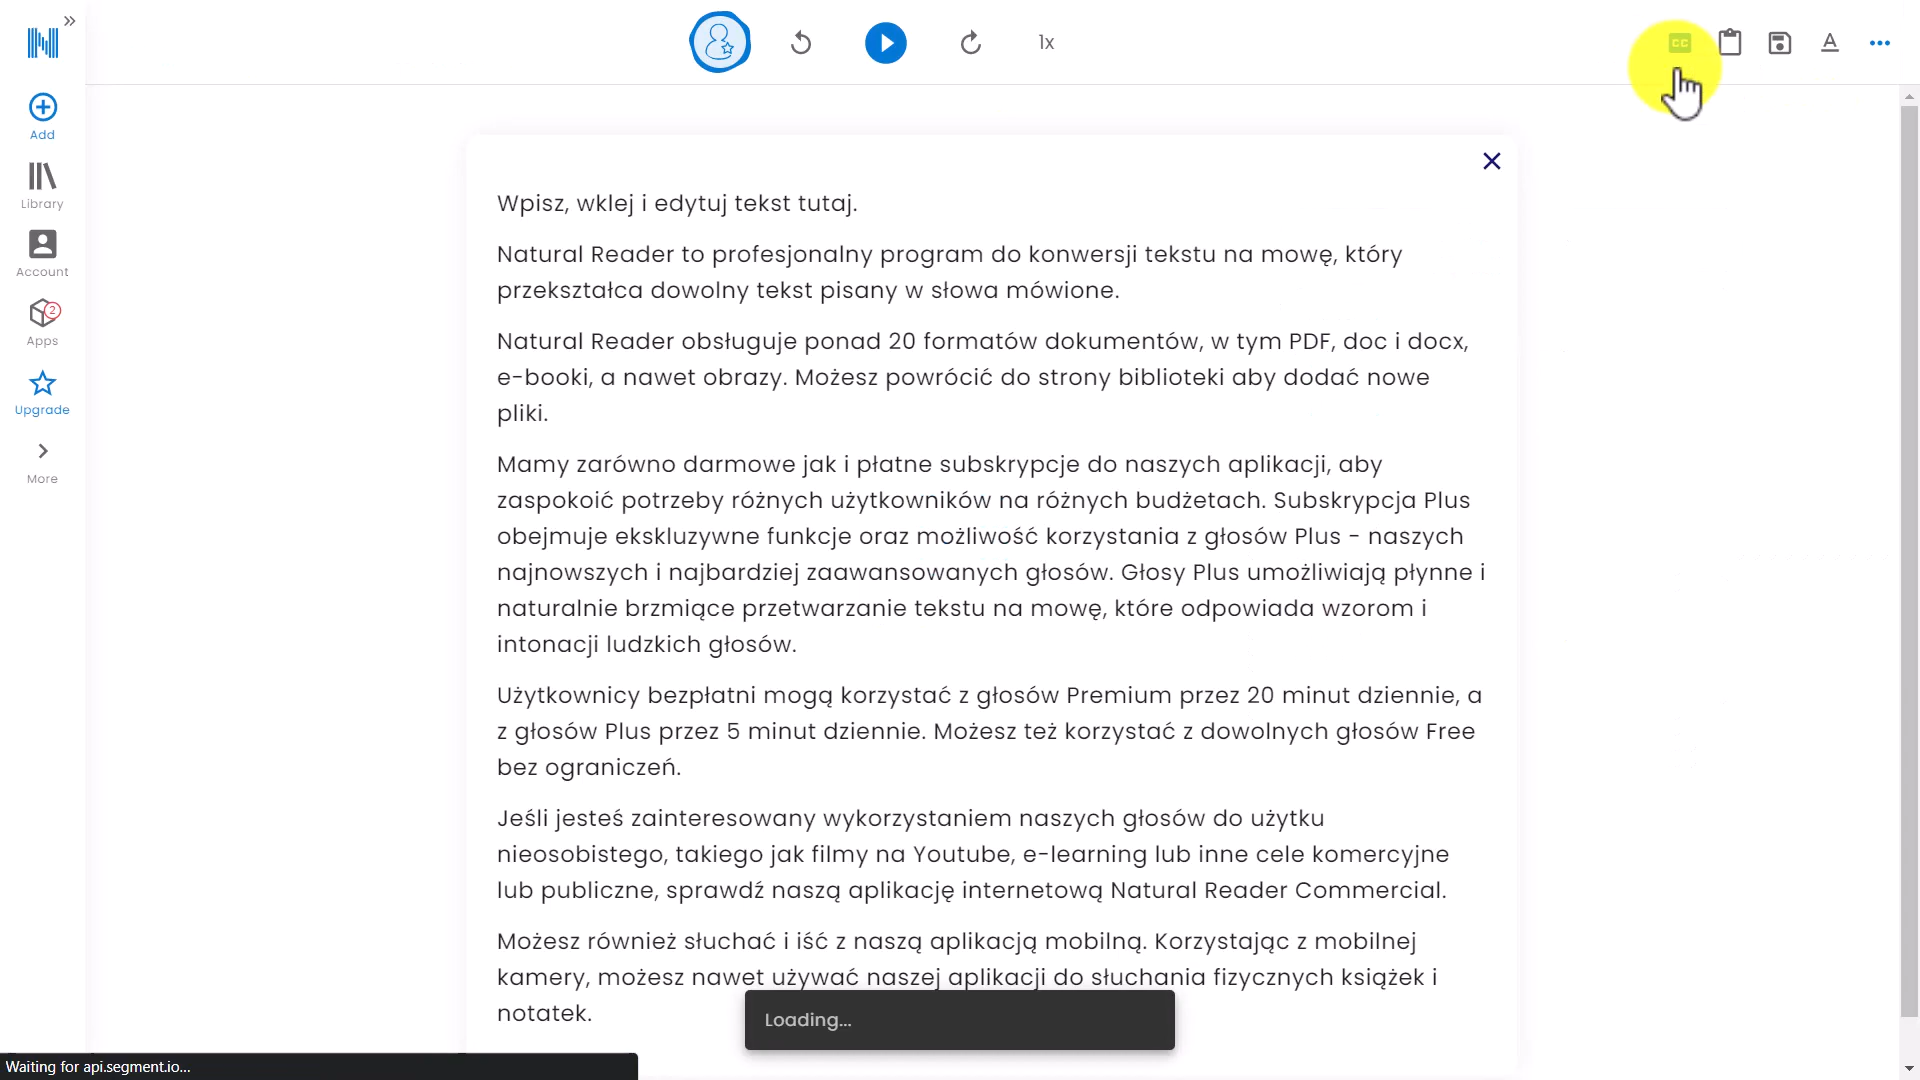 1x
CC
Add
Library
Account
2
Apps
Upgrade
More
Wpisz, wklej i edytuj tekst tutaj.
Natural Reader to profesjonalny program do konwersji tekstu na mowę, który
przekształca dowolny tekst pisany w słowa mówione.
Natural Reader obsługuje ponad 20 formatów dokumentów, w tym PDF, doc i docx,
e-booki, a nawet obrazy. Możesz powrócić do strony biblioteki aby dodać nowe
pliki.
Mamy zarówno darmowe jak i płatne subskrypcje do naszych aplikacji, aby
zaspokoić potrzeby różnych użytkowników na różnych budżetach. Subskrypcja Plus
obejmuje ekskluzywne funkcje oraz możliwość korzystania z głosów Plus - naszych
najnowszych i najbardziej zaawansowanych głosów. Głosy Plus umożliwiają płynne i
naturalnie brzmiące przetwarzanie tekstu na mowę, które odpowiada wzorom i
intonacji ludzkich głosów.
Użytkownicy bezpłatni mogą korzystać z głosów Premium przez 20 minut dziennie, a
z głosów Plus przez 5 minut dziennie. Możesz też korzystać z dowolnych głosów Free
bez ograniczeń.
Jeśli jesteś zainteresowany wykorzystaniem naszych głosów do użytku
nieosobistego, takiego jak filmy na Youtube, e-learning lub inne cele komercyjne
lub publiczne, sprawdź naszą aplikację internetową Natural Reader Commercial.
Możesz również słuchać i iść z naszą aplikacją mobilną. Korzystając z mobilnej
kamery, możesz nawet używać naszej aplikacji do słuchania fizycznych książek i
notatek.
Loading...
Waiting for api.segment.io...